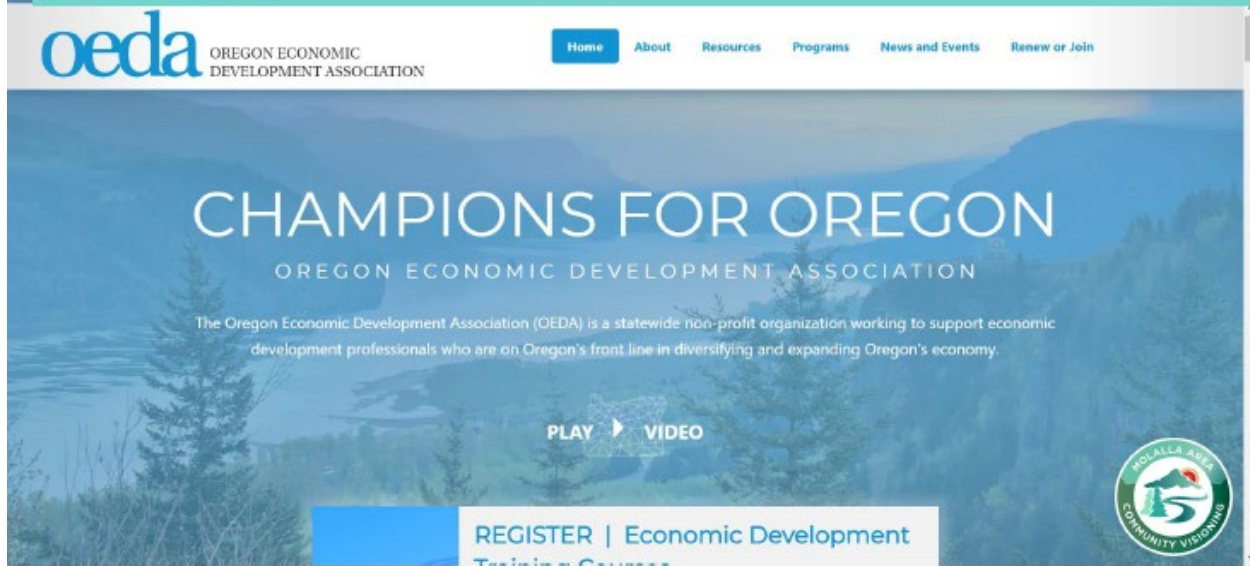 oeda OREGON ECONOMIC
DEVELOPMENT ASSOCIATION
Home About Resources Programs News and Events Renew or Join
CHAMPIONS FOR OREGON
OREGON ECONOMIC DEVELOPMENT ASSOCIATION
The Oregon Economic Development Association (OEDA) is a statewide non-profit organization working to support economic
development professionals who are on Oregon's front line in diversifying and expanding Oregon's economy.
PLAY VIDEO
MOLALLA AREA
COMMUNITY VISIONING
REGISTER | Economic Development
Training Courses